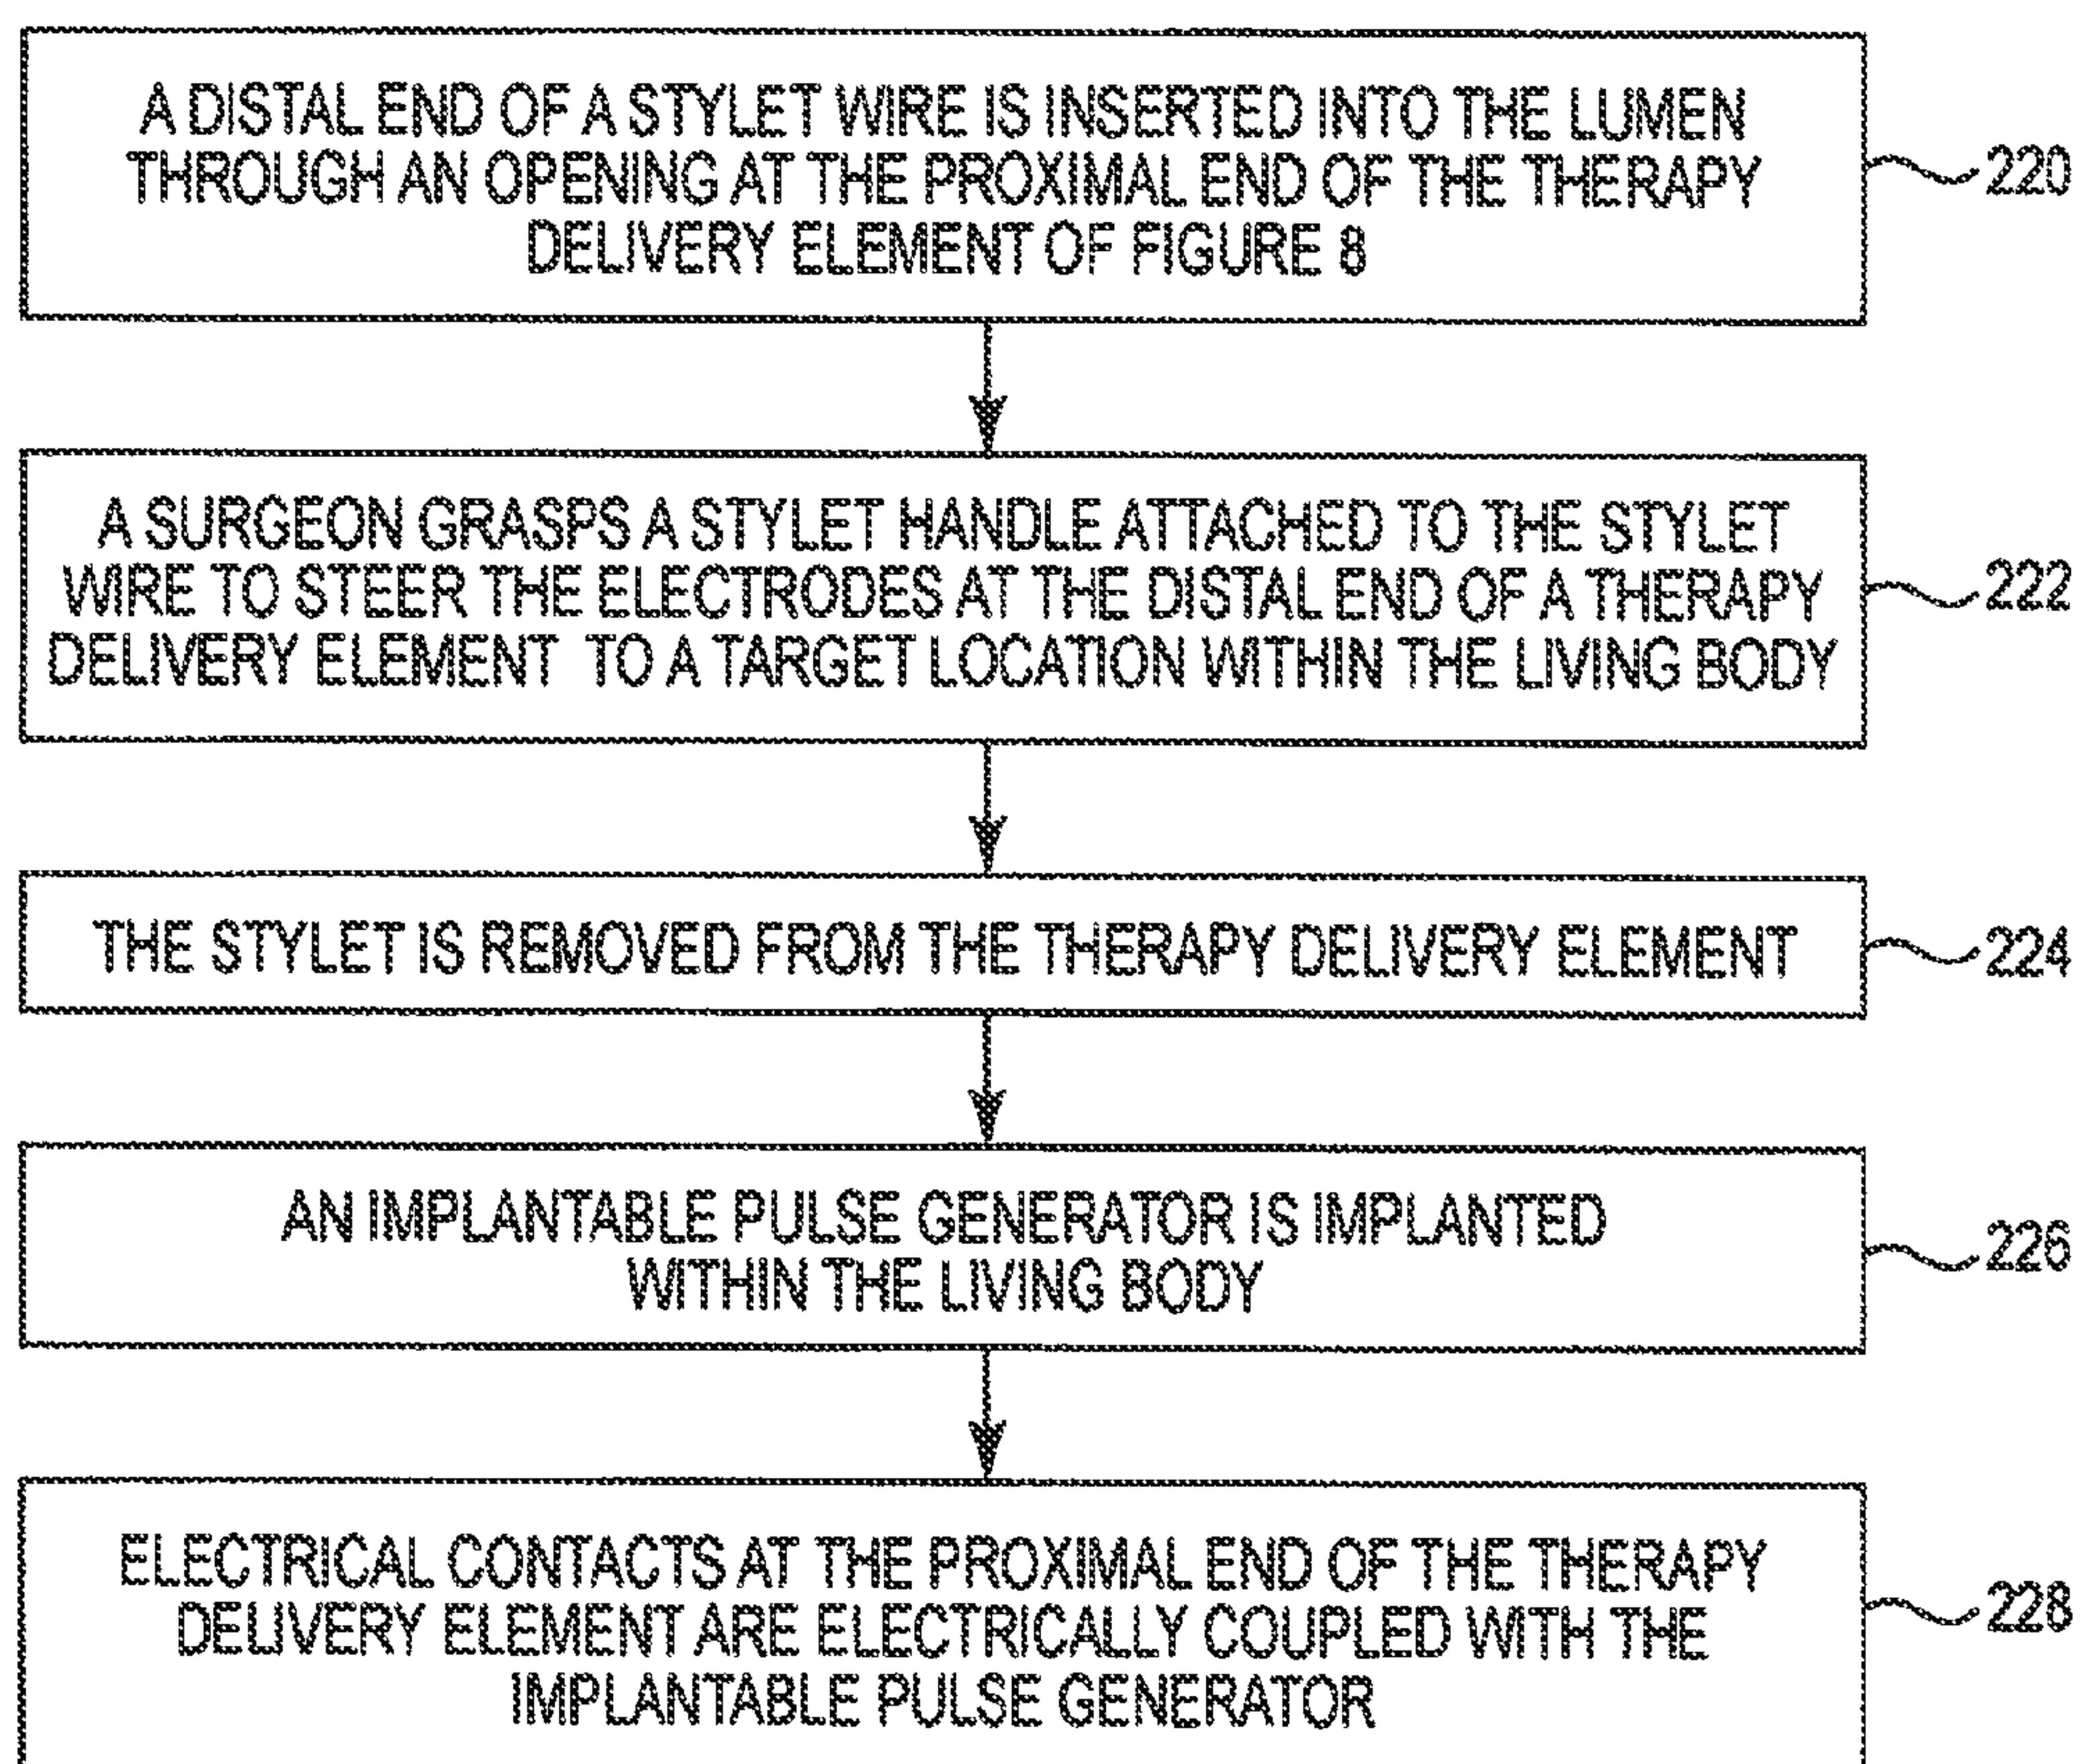 A DISTAL END OF A STYLET WIRE IS INSERTED INTO THE LUMEN
THROUGH AN OPENING AT THE PROXIMAL END OF THE THERAPY
DELIVERY ELEMENT OF FIGURE 8
220
A SURGEON GRASPS A STYLET HANDLE ATTACHED TO THE STYLET
WIRE TO STEER THE ELECTRODES AT THE DISTAL END OF A THERAPY
DELIVERY ELEMENT TO A TARGET LOCATION WITHIN THE LIVING BODY
222
THE STYLET IS REMOVED FROM THE THERAPY DELIVERY ELEMENT
224
AN IMPLANTABLE PULSE GENERATOR IS IMPLANTED
WITHIN THE LIVING BODY
226
ELECTRICAL CONTACTS AT THE PROXIMAL END OF THE THERAPY
DELIVERY ELEMENT ARE ELECTRICALLY COUPLED WITH THE
IMPLANTABLE PULSE GENERATOR
228